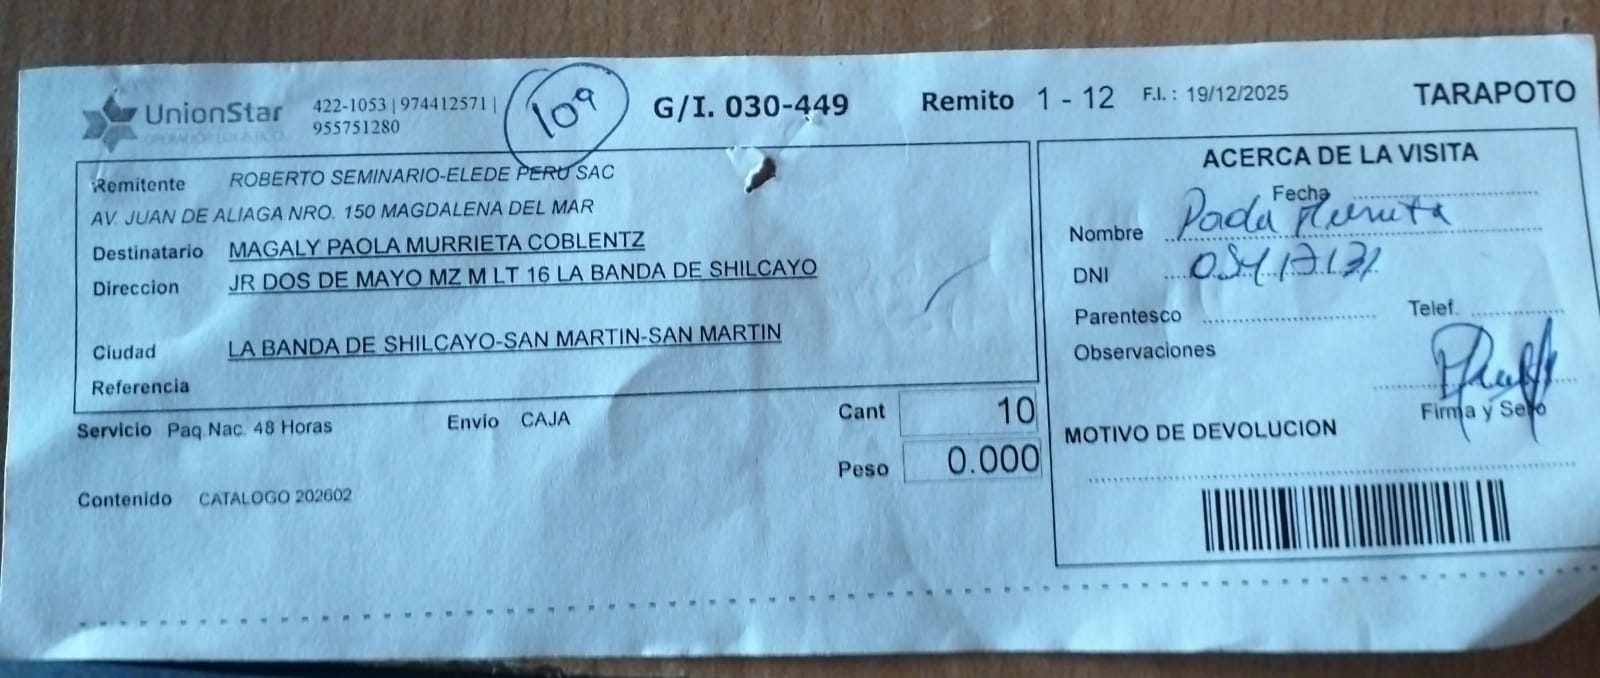 UnionStar
OPERADOR LOGISTICO
422-1053 | 974412571 |
955751280
109
G/I. 030-449
Remito 1 - 12
F.I. : 19/12/2025
TARAPOTO
Remitente ROBERTO SEMINARIO-ELEDE PERU SAC
AV. JUAN DE ALIAGA NRO. 150 MAGDALENA DEL MAR
Destinatario MAGALY PAOLA MURRIETA COBLENTZ
Direccion JR DOS DE MAYO MZ M LT 16 LA BANDA DE SHILCAYO
Ciudad LA BANDA DE SHILCAYO-SAN MARTIN-SAN MARTIN
Referencia
Servicio Paq.Nac. 48 Horas
Envio CAJA
Cant 10
Peso 0.000
Contenido CATALOGO 202602
ACERCA DE LA VISITA
Fecha
Nombre
DNI
Parentesco
Telef.
Observaciones
Firma y Sello
MOTIVO DE DEVOLUCION